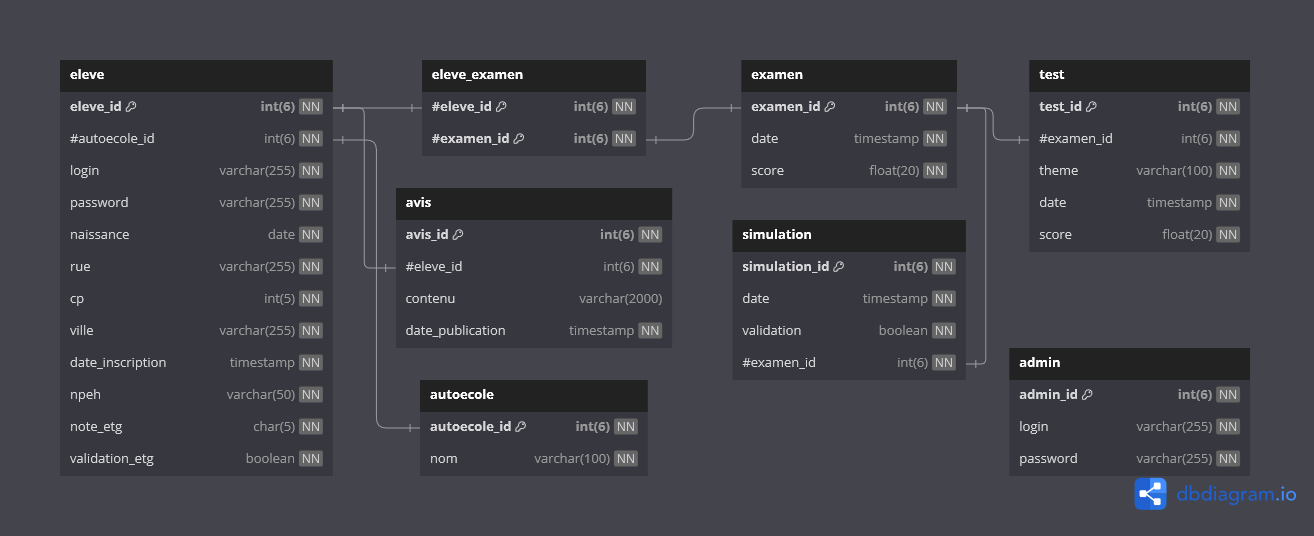 eleve
eleve_id int(6) NN
#autoecole_id int(6) NN
login varchar(255) NN
password varchar(255) NN
naissance date NN
rue varchar(255) NN
cp int(5) NN
ville varchar(255) NN
date_inscription timestamp NN
npeh varchar(50) NN
note_etg char(5) NN
validation_etg boolean NN
eleve_examen
#eleve_id int(6) NN
#examen_id int(6) NN
avis
avis_id int(6) NN
#eleve_id int(6) NN
contenu varchar(2000)
date_publication timestamp NN
autoecole
autoecole_id int(6) NN
nom varchar(100) NN
examen
examen_id int(6) NN
date timestamp NN
score float(20) NN
simulation
simulation_id int(6) NN
date timestamp NN
validation boolean NN
#examen_id int(6) NN
test
test_id int(6) NN
#examen_id int(6) NN
theme varchar(100) NN
date timestamp NN
score float(20) NN
admin
admin_id int(6) NN
login varchar(255) NN
password varchar(255) NN
dbdiagram.io